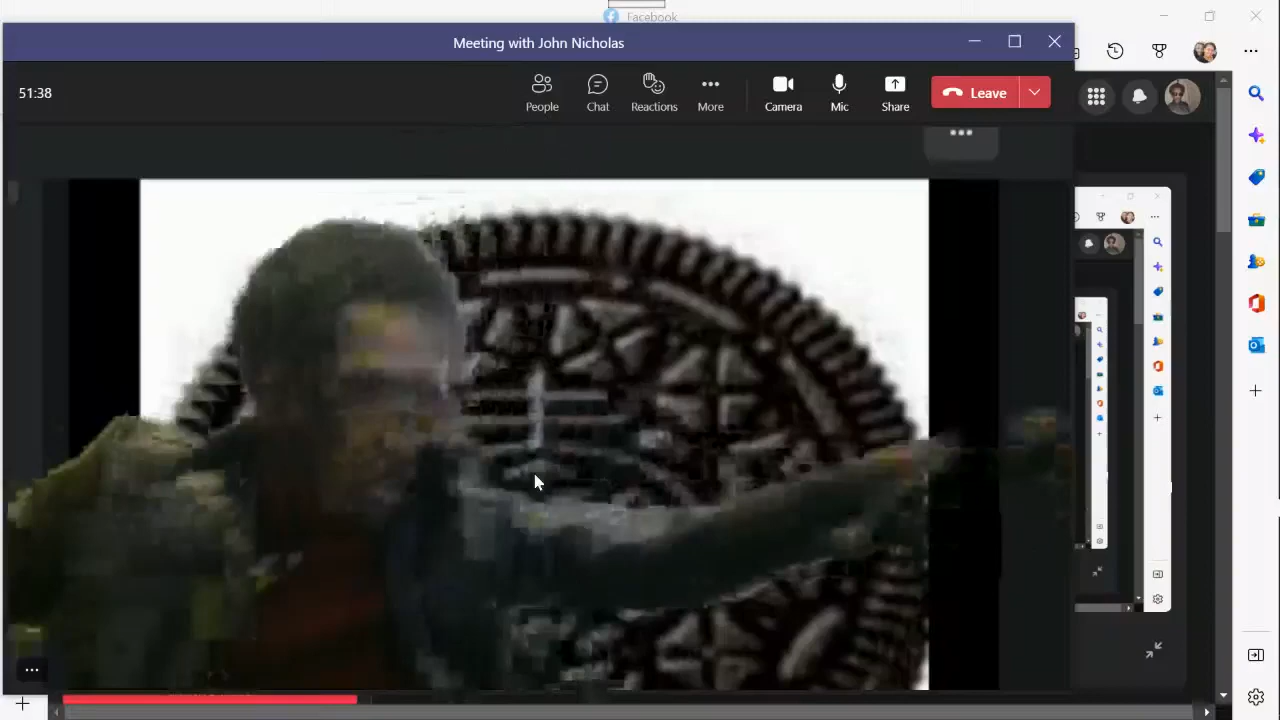 Facebook
Meeting with John Nicholas
51:38
People
Chat
Reactions
More
Camera
Mic
Share
Leave